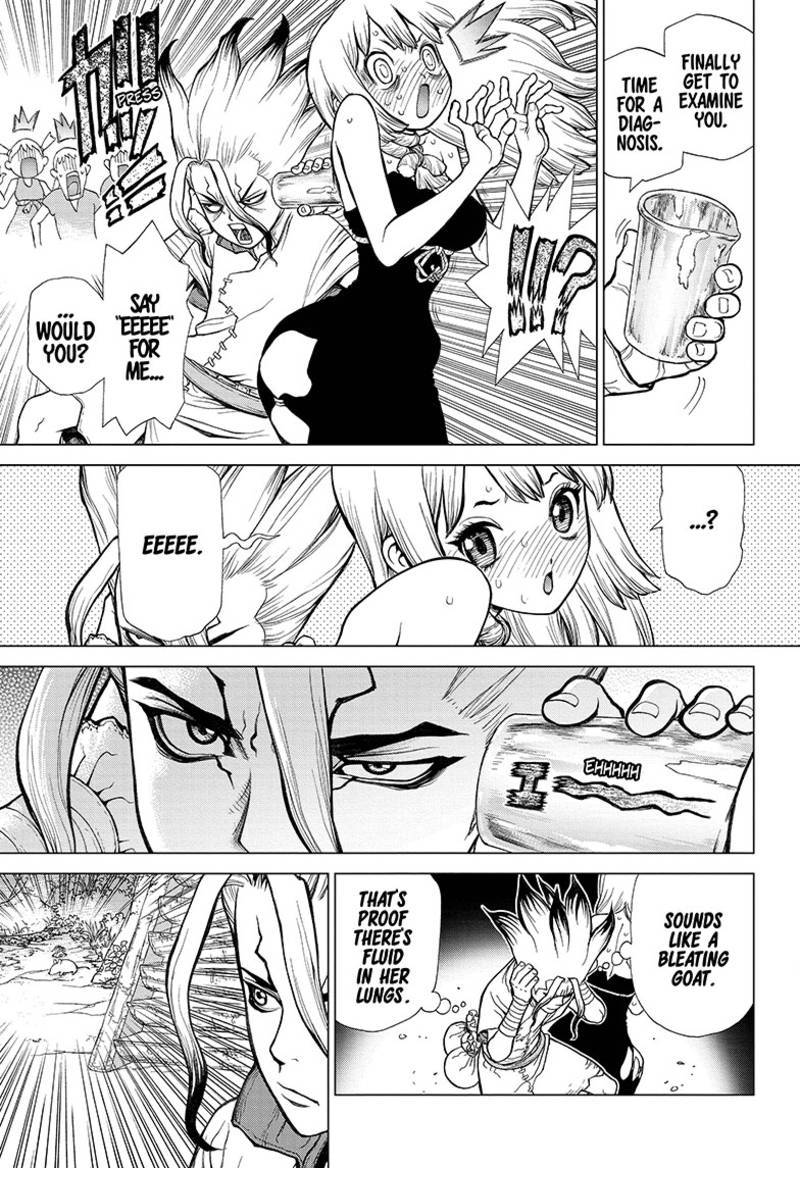 FINALLY
GET TO
EXAMINE
YOU.
TIME
FOR A
DIAG-
NOSIS.
!!!?
PRESS
SAY
"EEEEE"
FOR
ME...
...
WOULD
YOU?
...?
EEEEE.
EHHHHH
SOUNDS
LIKE A
BLEATING
GOAT.
THAT'S
PROOF
THERE'S
FLUID
IN HER
LUNGS.